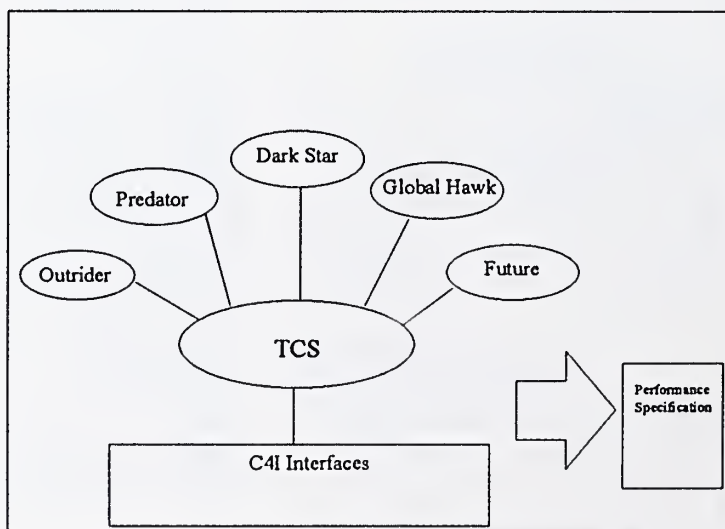 Dark Star
Predator
Global Hawk
Outrider
Future
TCS
Performance
Specification
C4I Interfaces